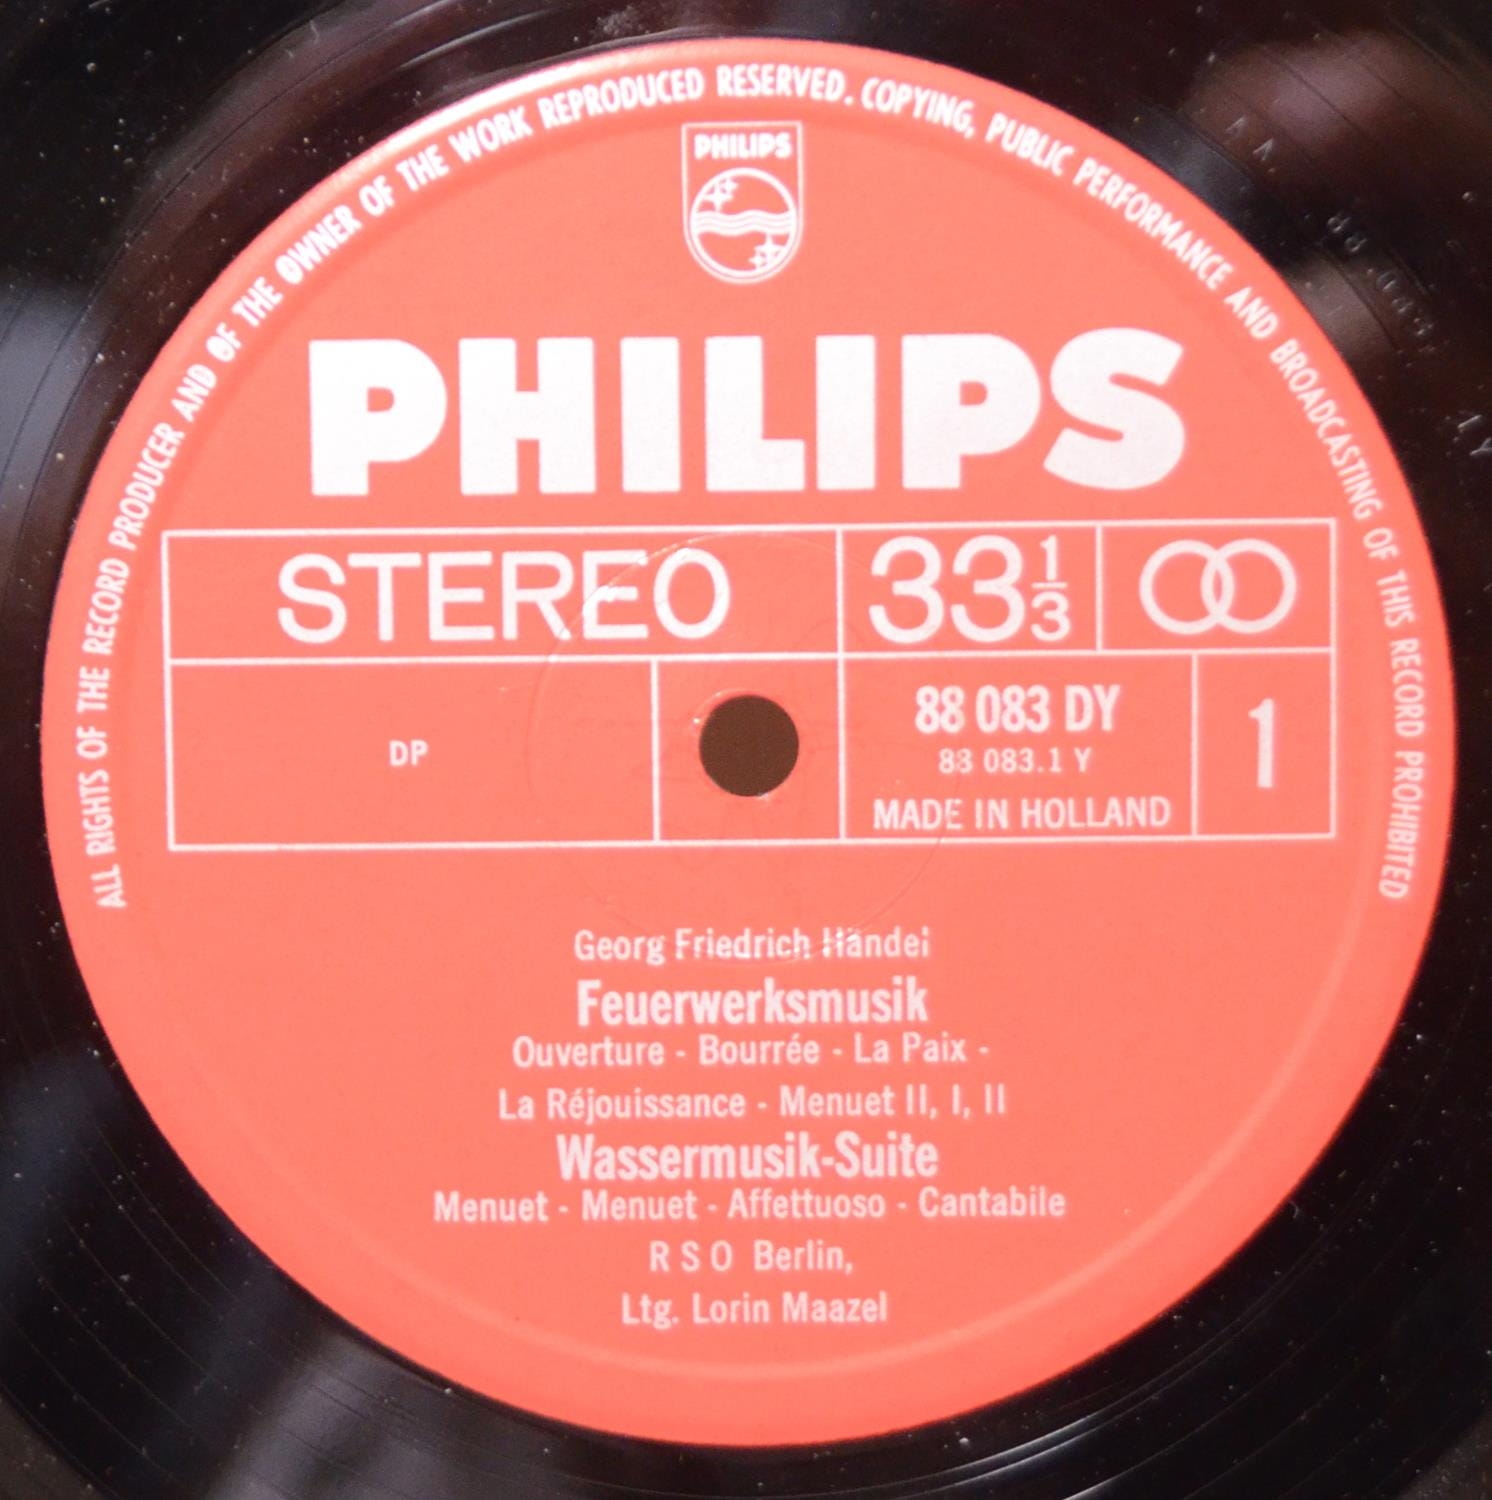 ALL RIGHTS OF THE RECORD PRODUCER AND OF THE OWNER OF THE WORK REPRODUCED RESERVED. COPYING, PUBLIC PERFORMANCE AND BROADCASTING OF THIS RECORD PROHIBITED
PHILIPS
PHILIPS
STEREO 33 1/3
DP
88 083 DY
88 083.1 Y
MADE IN HOLLAND
1
Georg Friedrich Händel
Feuerwerksmusik
Ouverture - Bourrée - La Paix -
La Réjouissance - Menuet II, I, II
Wassermusik-Suite
Menuet - Menuet - Affettuoso - Cantabile
R S O Berlin,
Ltg. Lorin Maazel